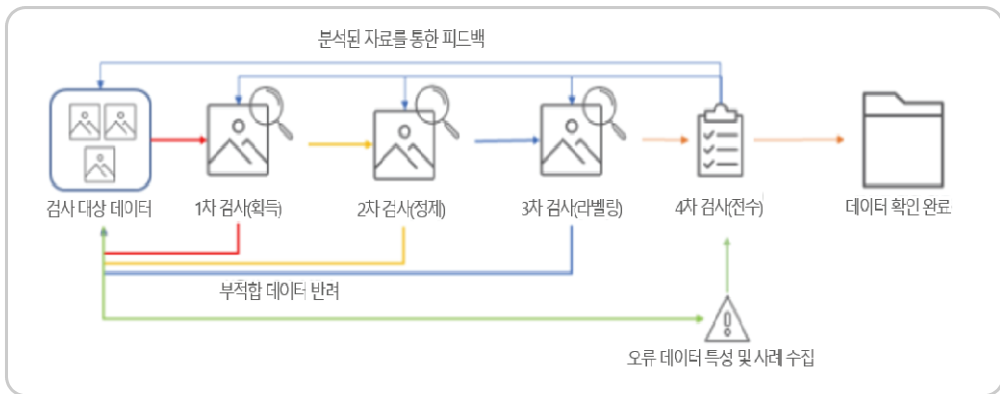 분석된 자료를 통한 피드백
검사 대상 데이터
1차 검사(획득)
2차 검사(정제)
3차 검사(라벨링)
4차 검사(전수)
데이터 확인 완료
부적합 데이터 반려
오류 데이터 특성 및 사례 수집